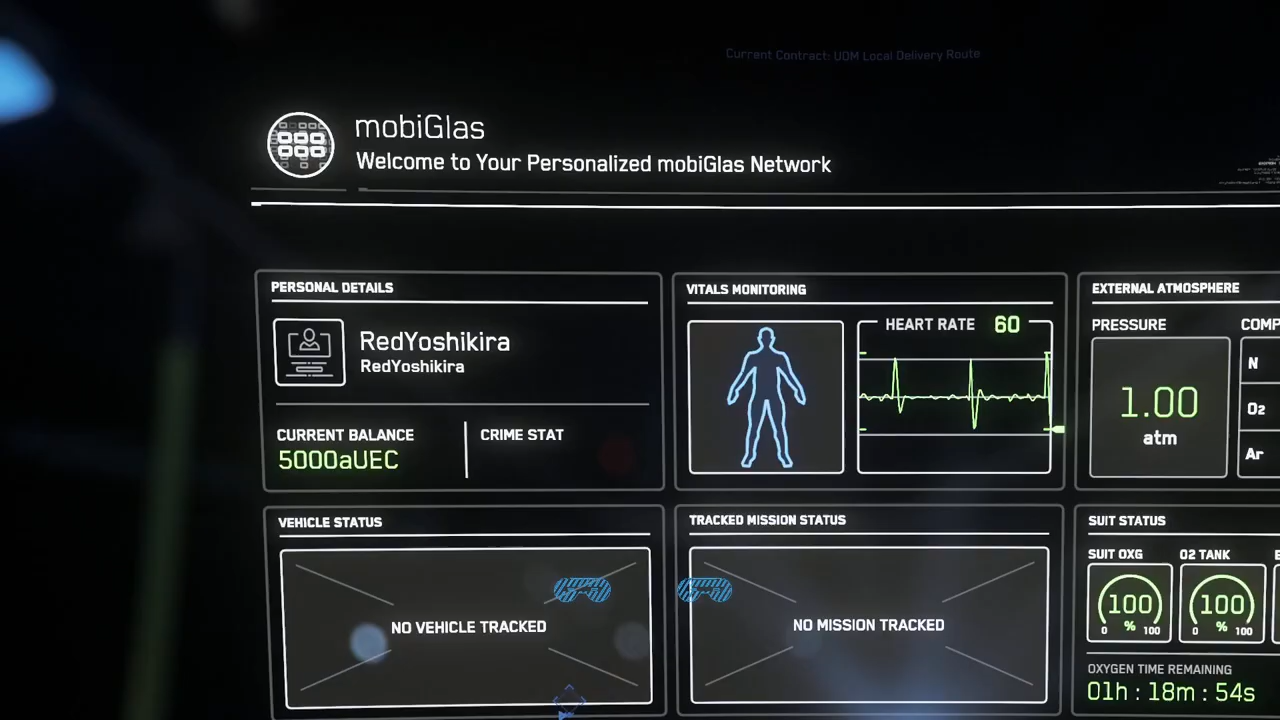 Current Contract: UDM Local Delivery Route
mobiGlas
Welcome to Your Personalized mobiGlas Network
PERSONAL DETAILS
RedYoshikira
RedYoshikira
CURRENT BALANCE
5000aUEC
CRIME STAT
VITALS MONITORING
HEART RATE 60
EXTERNAL ATMOSPHERE
PRESSURE
1.00
atm
COMP
N
O2
Ar
VEHICLE STATUS
NO VEHICLE TRACKED
TRACKED MISSION STATUS
NO MISSION TRACKED
SUIT STATUS
SUIT OXG
100
%
0 100
O2 TANK
100
%
0 100
OXYGEN TIME REMAINING
01h : 18m : 54s